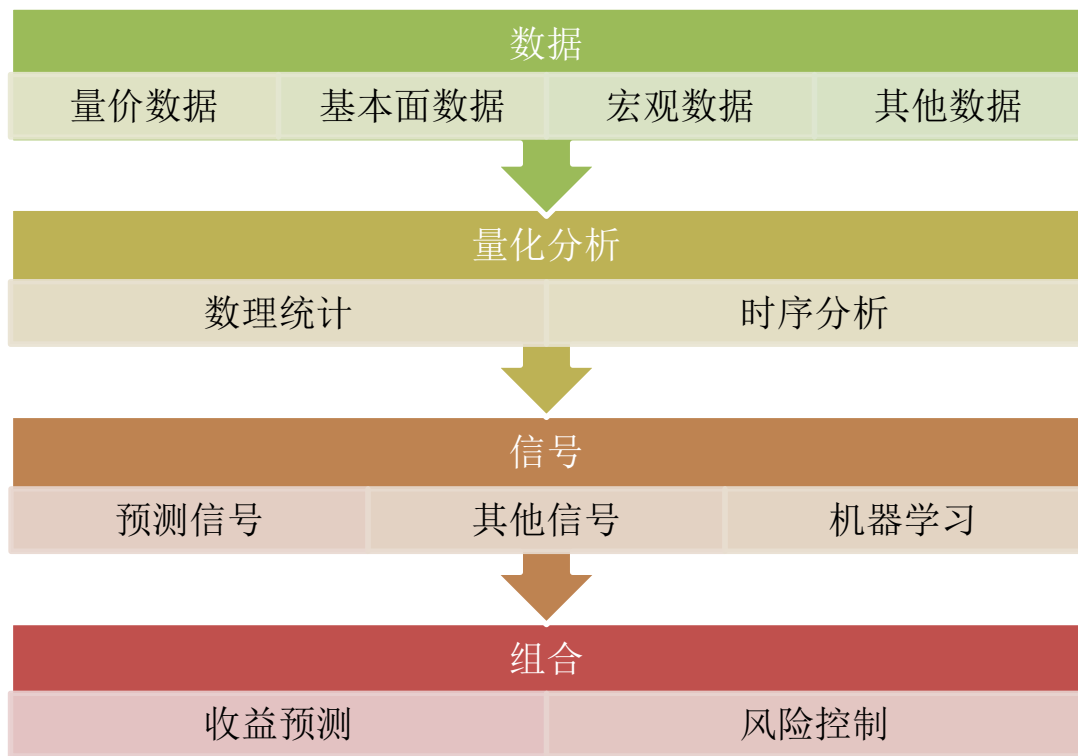 数据
量价数据 基本面数据 宏观数据 其他数据
量化分析
数理统计 时序分析
信号
预测信号 其他信号 机器学习
组合
收益预测 风险控制